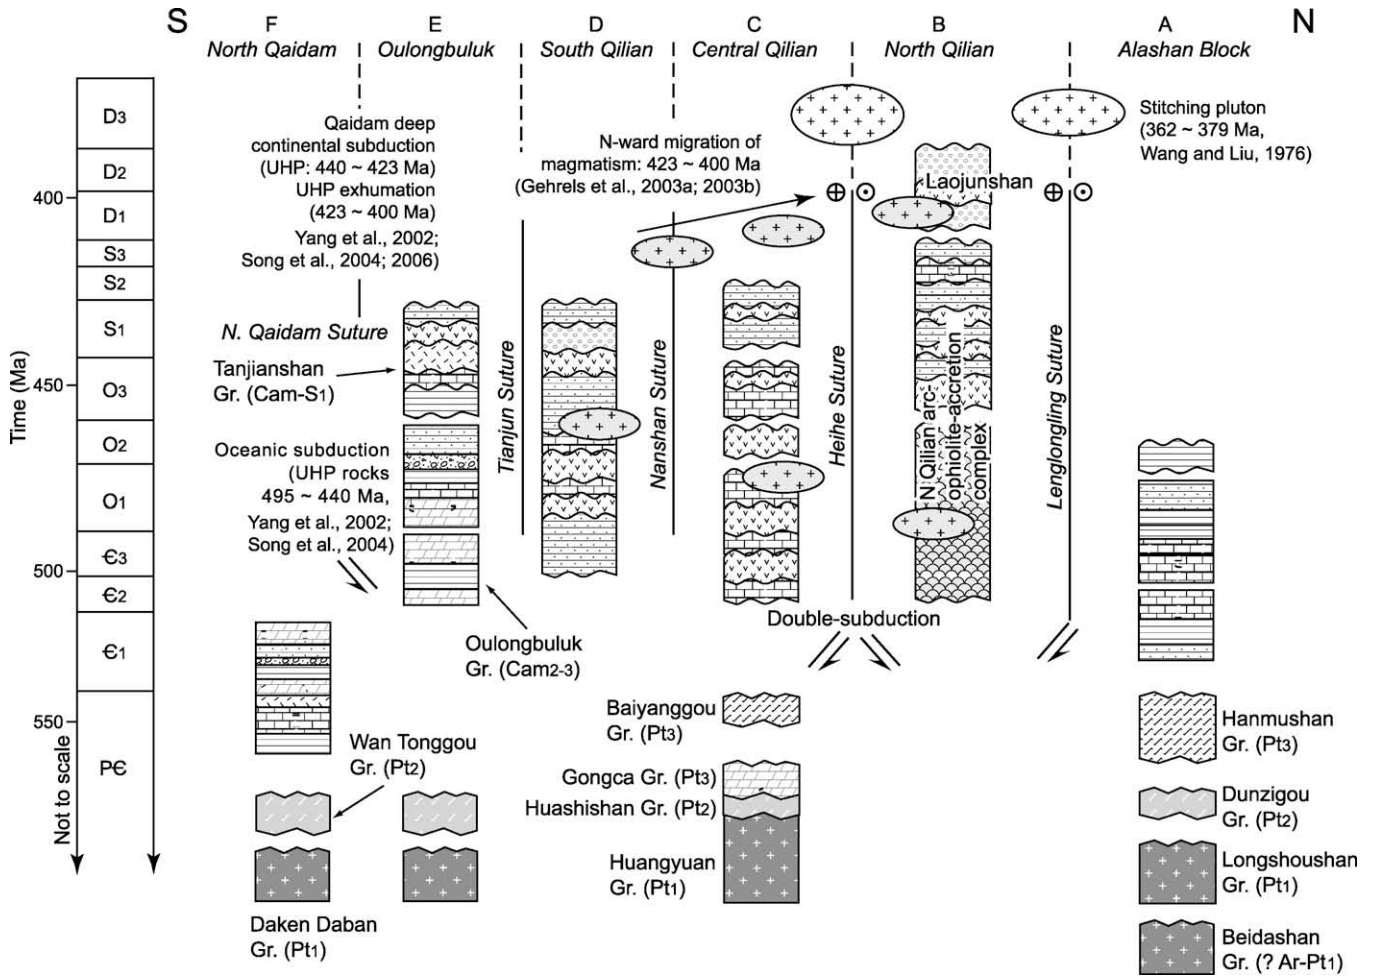 S
F
E
D
C
B
A
N
North Qaidam
Oulongbuluk
South Qilian
Central Qilian
North Qilian
Alashan Block
Time (Ma)
400
450
500
550
Not to scale
D3
D2
D1
S3
S2
S1
O3
O2
O1
Ꞓ3
Ꞓ2
Ꞓ1
PꞒ
Qaidam deep
continental subduction
(UHP: 440 ~ 423 Ma)
UHP exhumation
(423 ~ 400 Ma)
Yang et al., 2002;
Song et al., 2004; 2006)
N. Qaidam Suture
Tanjianshan
Gr. (Cam-S1)
Oceanic subduction
(UHP rocks
495 ~ 440 Ma,
Yang et al., 2002;
Song et al., 2004)
Oulongbuluk
Gr. (Cam2-3)
Wan Tonggou
Gr. (Pt2)
Daken Daban
Gr. (Pt1)
Tianjun Suture
N-ward migration of
magmatism: 423 ~ 400 Ma
(Gehrels et al., 2003a; 2003b)
Nanshan Suture
Heihe Suture
Double-subduction
Baiyanggou
Gr. (Pt3)
Gongca Gr. (Pt3)
Huashishan Gr. (Pt2)
Huangyuan
Gr. (Pt1)
Laojunshan
N Qilian arc-
ophiolite-accretion
complex
Lenglongling Suture
Stitching pluton
(362 ~ 379 Ma,
Wang and Liu, 1976)
Hanmushan
Gr. (Pt3)
Dunzigou
Gr. (Pt2)
Longshoushan
Gr. (Pt1)
Beidashan
Gr. (? Ar-Pt1)